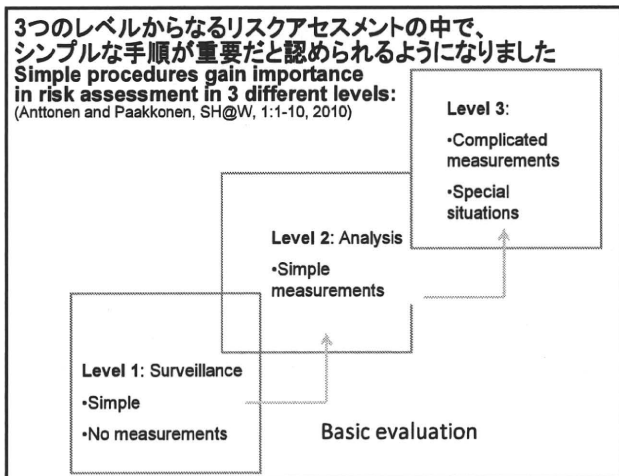 3つのレベルからなるリスクアセスメントの中で、
シンプルな手順が重要だと認められるようになりました
Simple procedures gain importance
in risk assessment in 3 different levels:
(Anttonen and Paakkonen, SH@W, 1:1-10, 2010)
Level 3:
•Complicated
measurements
•Special
situations
Level 2: Analysis
•Simple
measurements
Level 1: Surveillance
•Simple
•No measurements
Basic evaluation